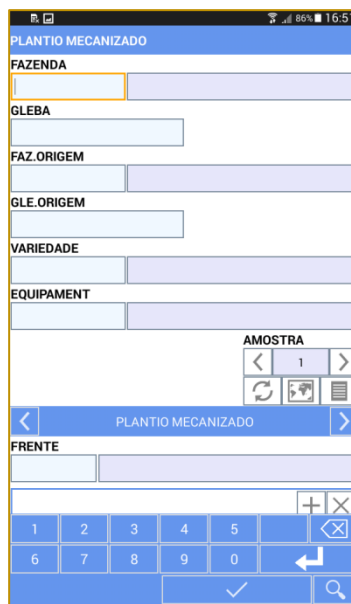 86% 16:5
PLANTIO MECANIZADO
FAZENDA
GLEBA
FAZ.ORIGEM
GLE.ORIGEM
VARIEDADE
EQUIPAMENT
AMOSTRA
1
PLANTIO MECANIZADO
FRENTE
1 2 3 4 5
6 7 8 9 0